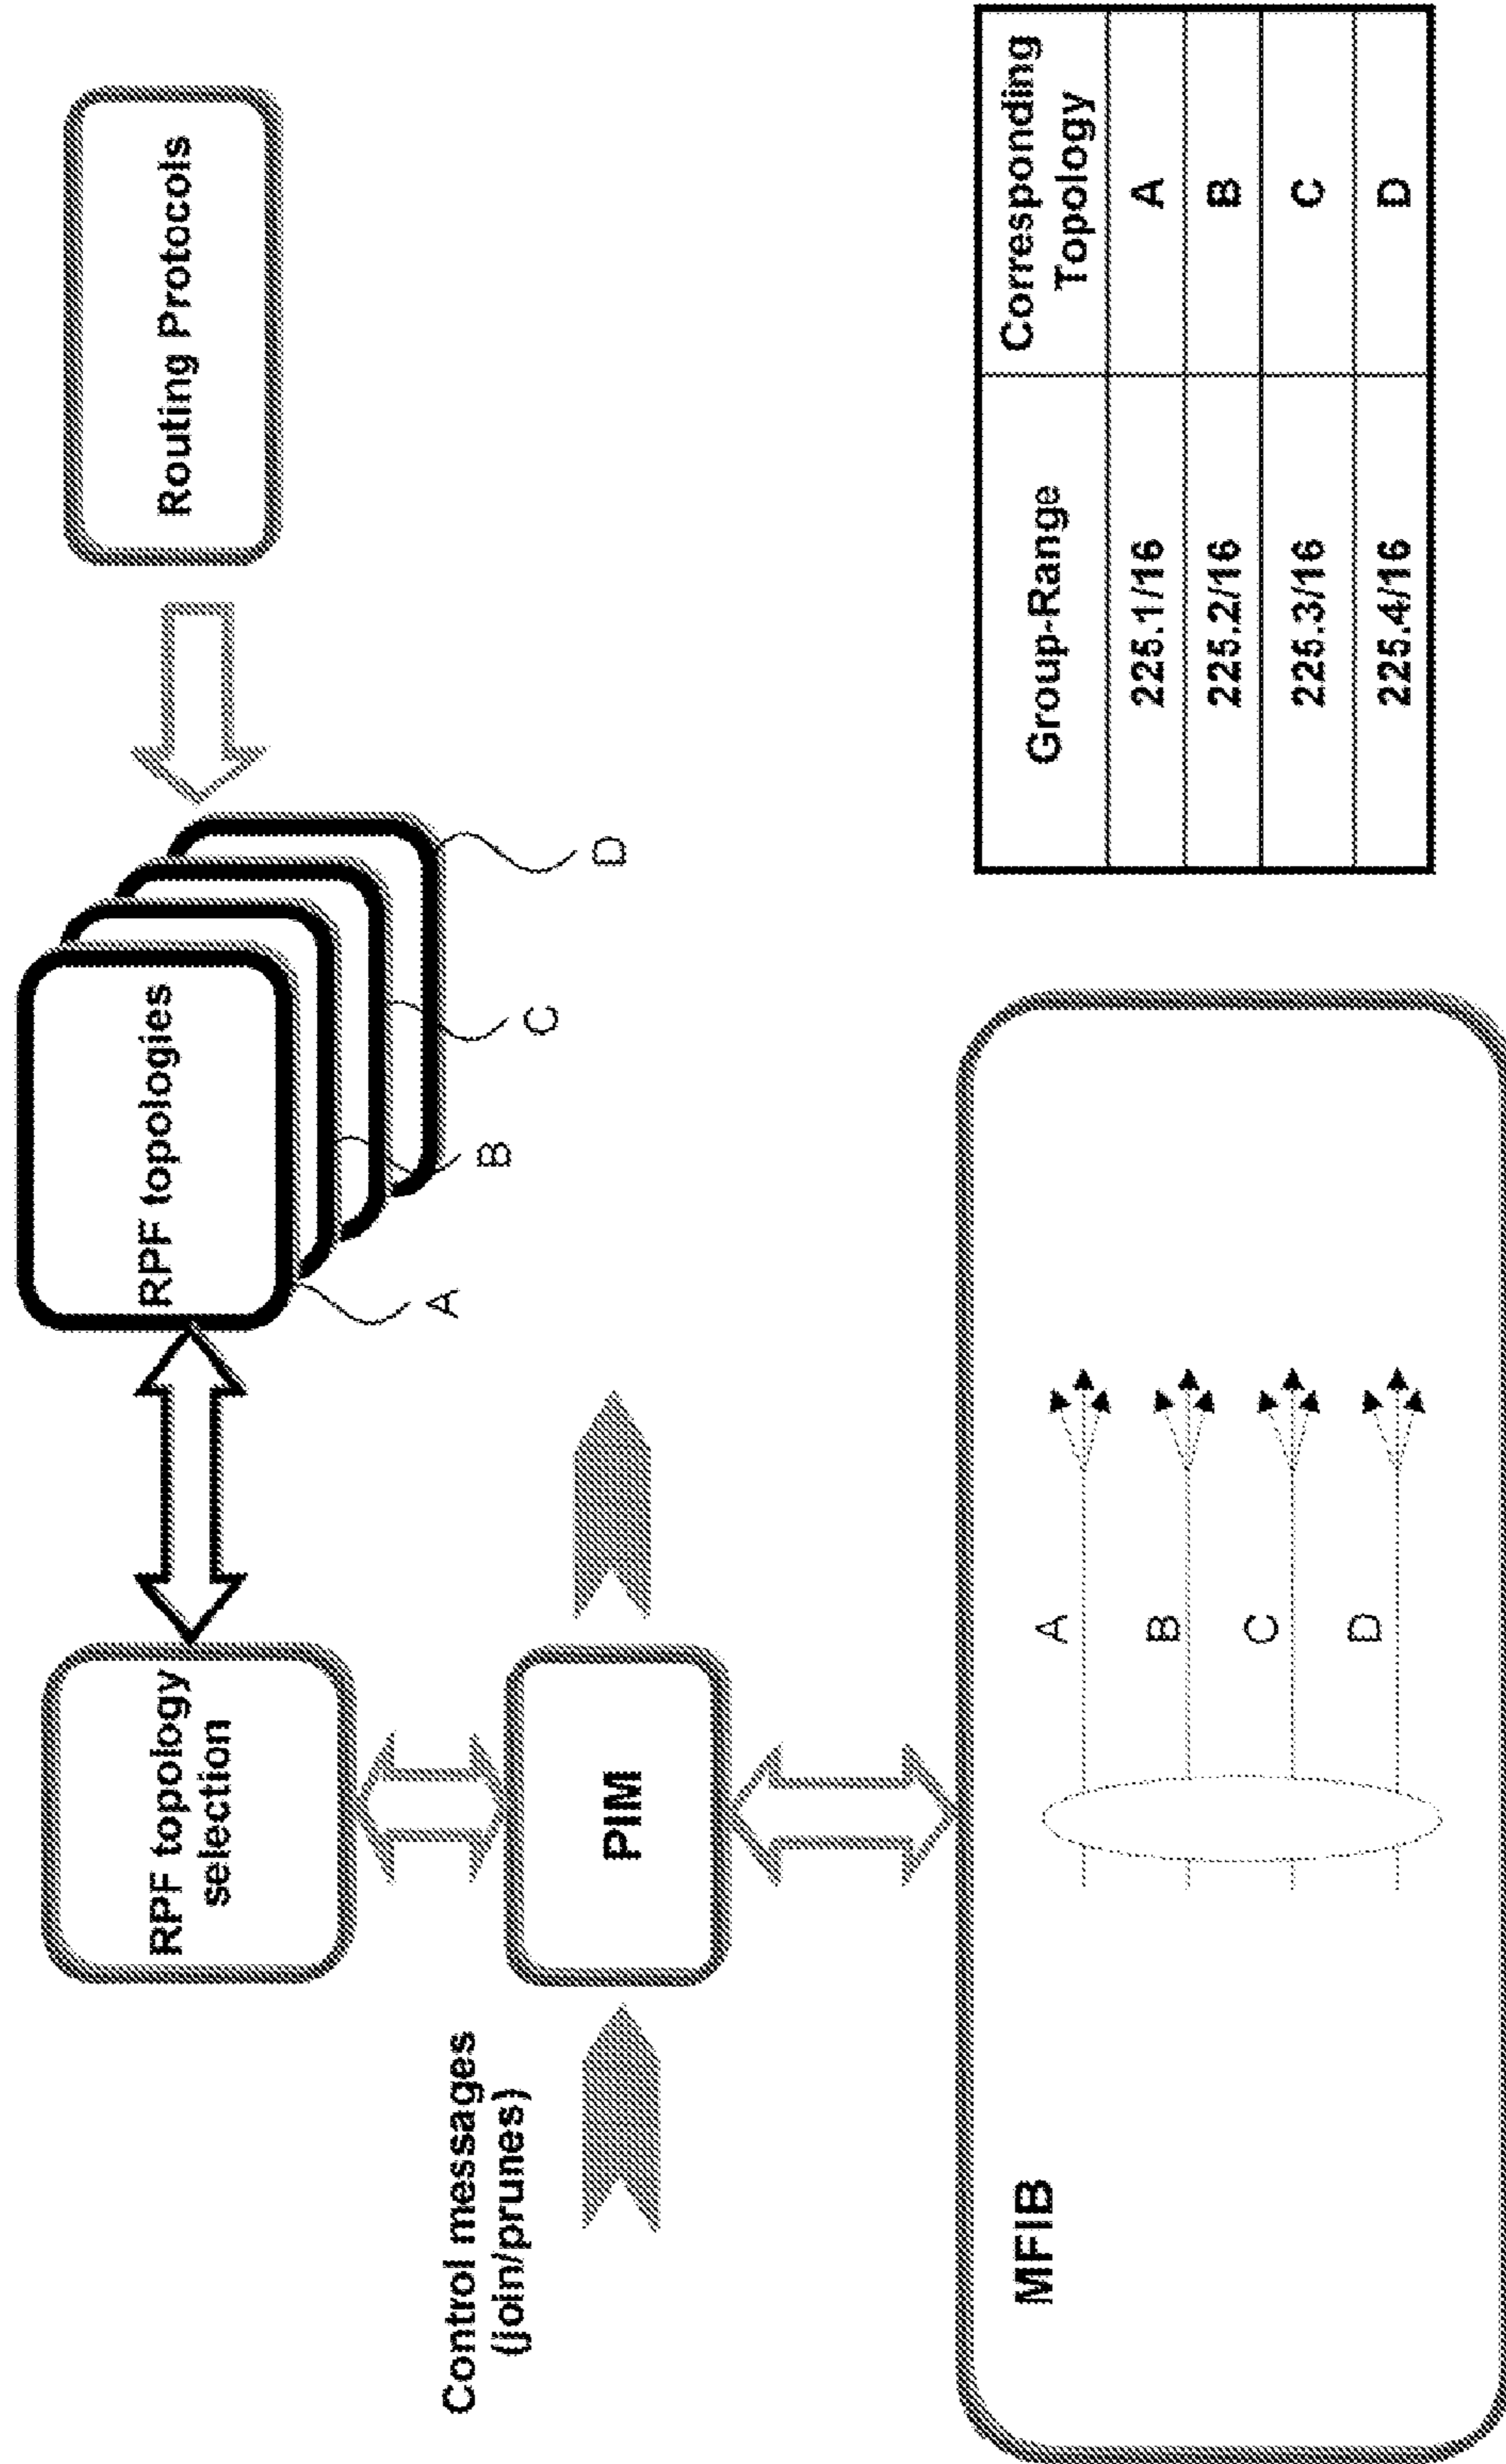 RPF topology
selection
RPF topologies
Routing Protocols
A
B
C
D
Control messages
(join/prunes)
PIM
MFIB
A
B
C
D
Group-Range
Corresponding
Topology
225.1/16
A
225.2/16
B
225.3/16
C
225.4/16
D